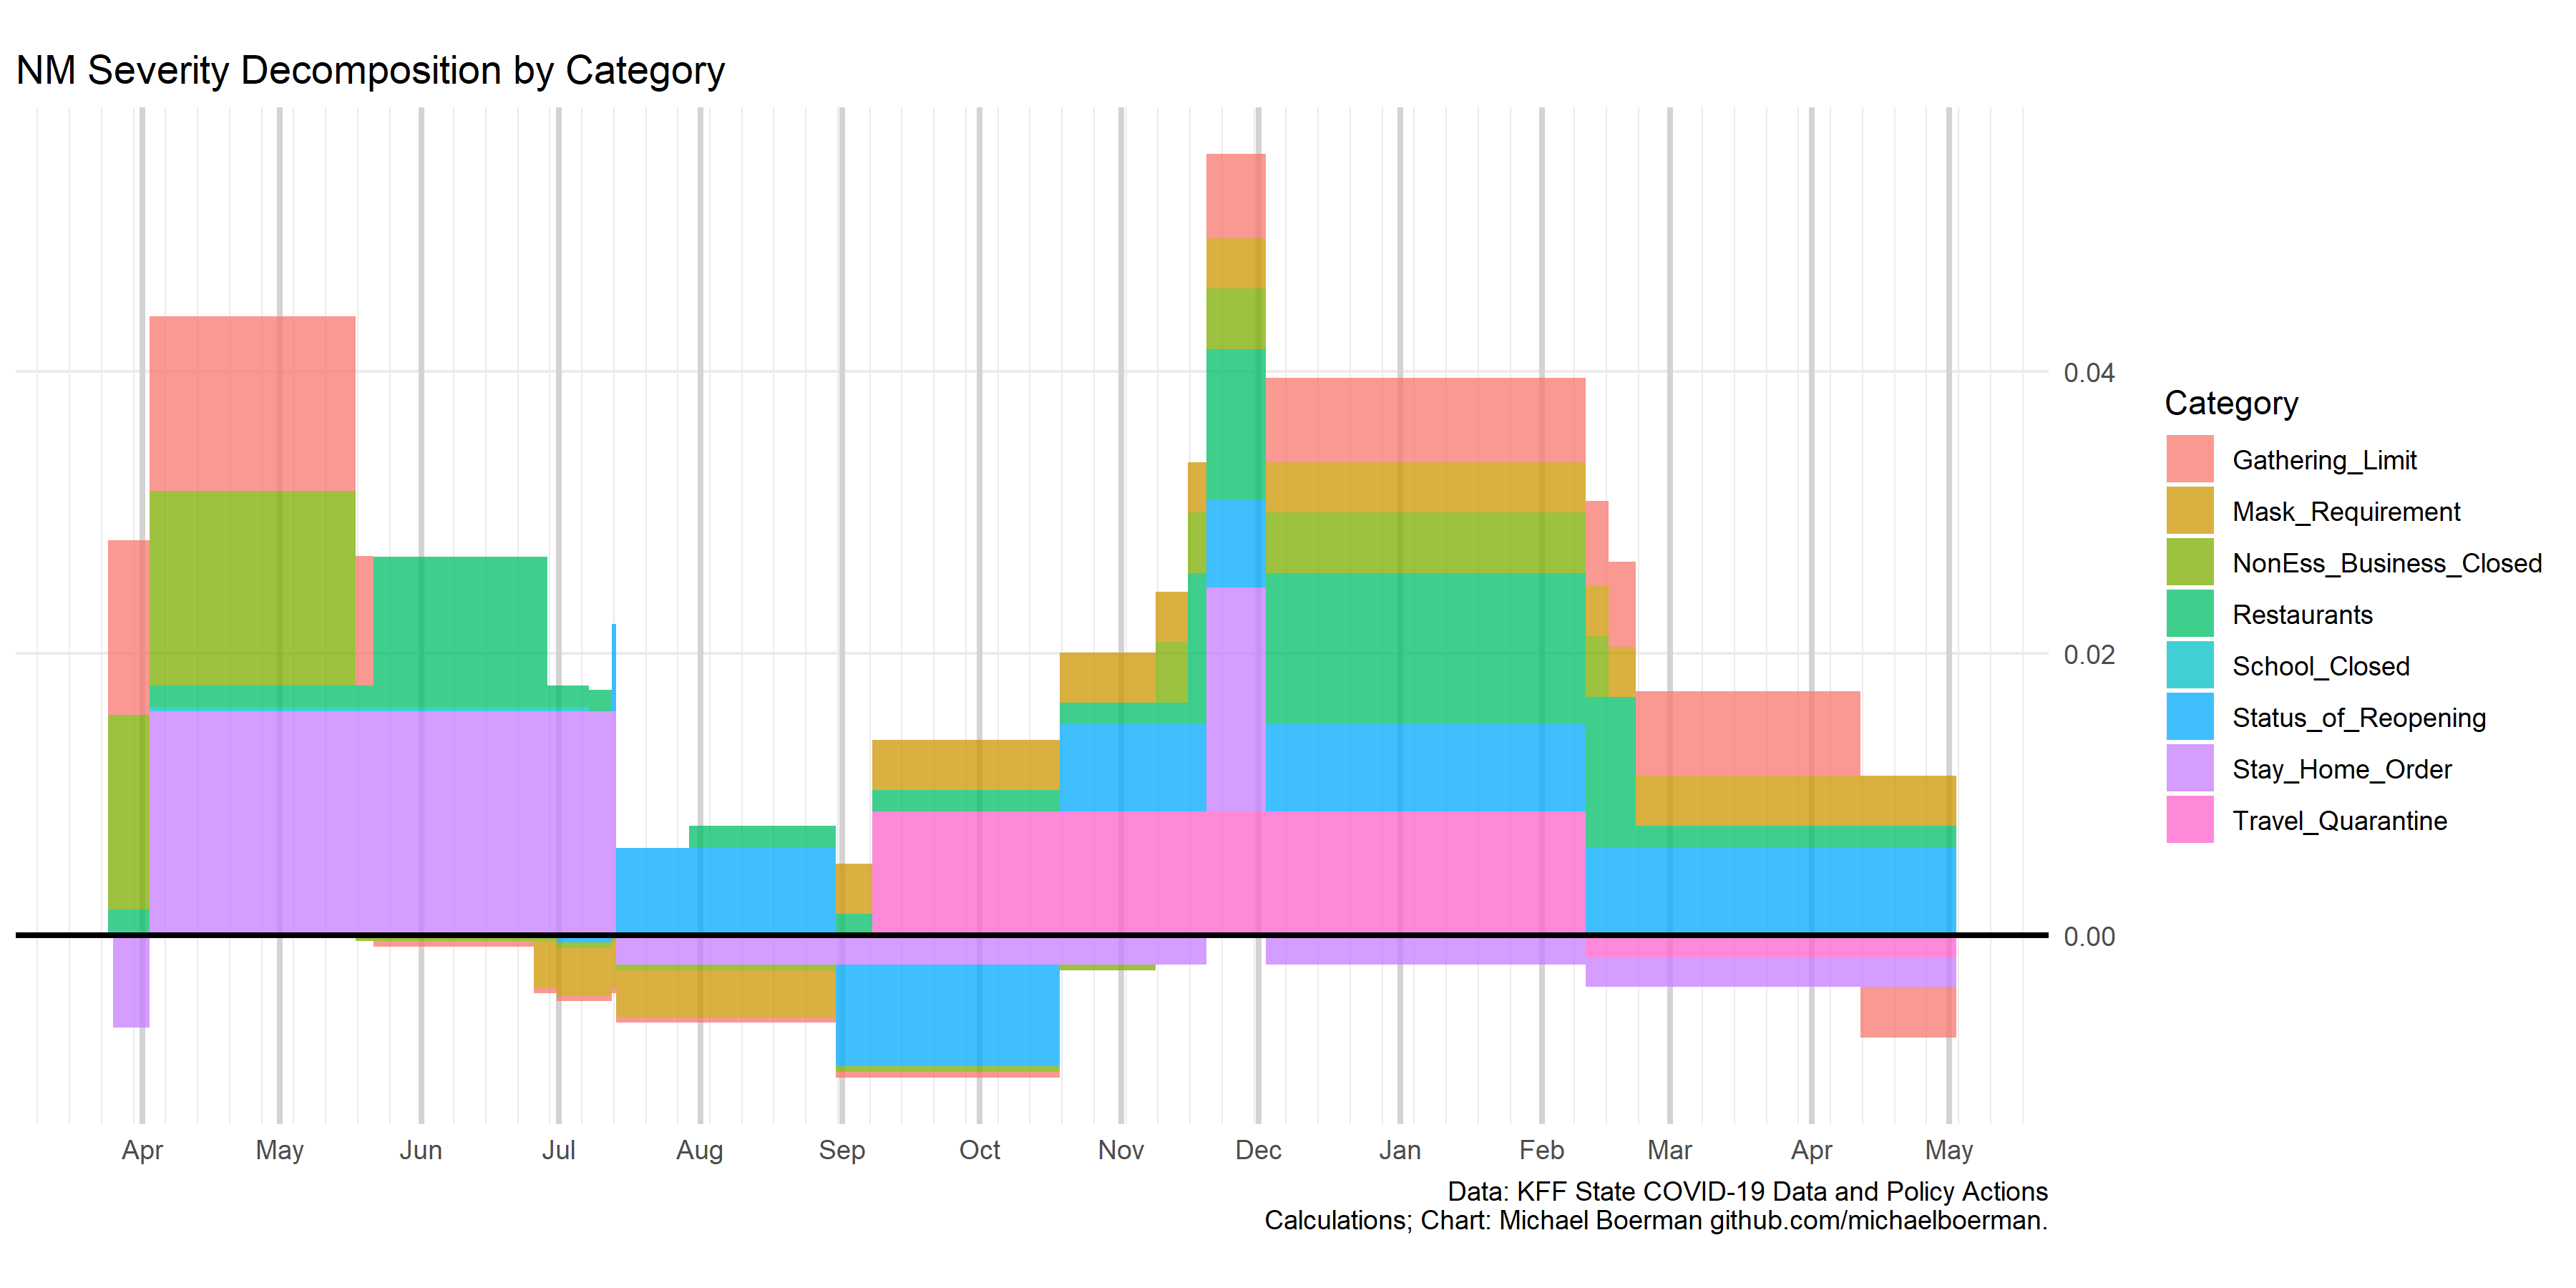 NM Severity Decomposition by Category
0.04
0.02
0.00
Category
Gathering_Limit
Mask_Requirement
NonEss_Business_Closed
Restaurants
School_Closed
Status_of_Reopening
Stay_Home_Order
Travel_Quarantine
Apr May Jun Jul Aug Sep Oct Nov Dec Jan Feb Mar Apr May
Data: KFF State COVID-19 Data and Policy Actions
Calculations; Chart: Michael Boerman github.com/michaelboerman.